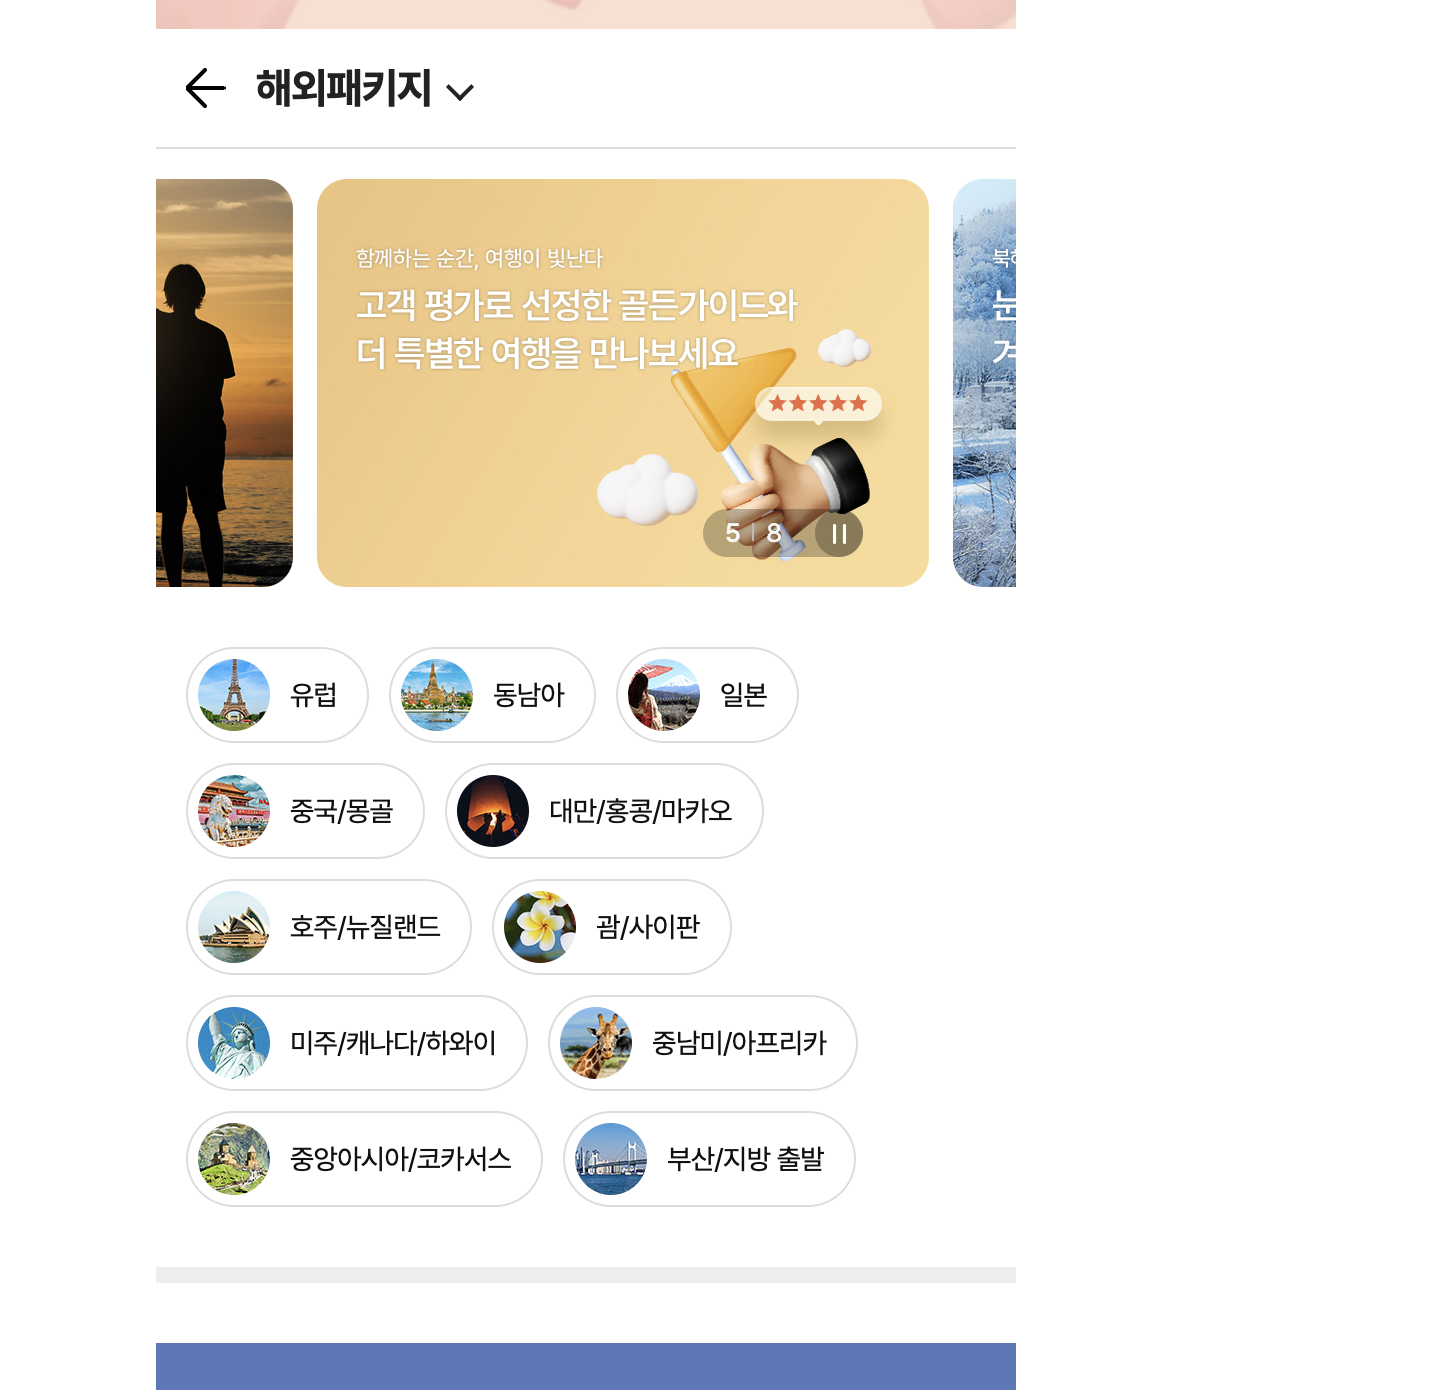 해외패키지
함께하는 순간, 여행이 빛난다
고객 평가로 선정한 골든가이드와
더 특별한 여행을 만나보세요
5 | 8
유럽
동남아
일본
중국/몽골
대만/홍콩/마카오
호주/뉴질랜드
괌/사이판
미주/캐나다/하와이
중남미/아프리카
중앙아시아/코카서스
부산/지방 출발